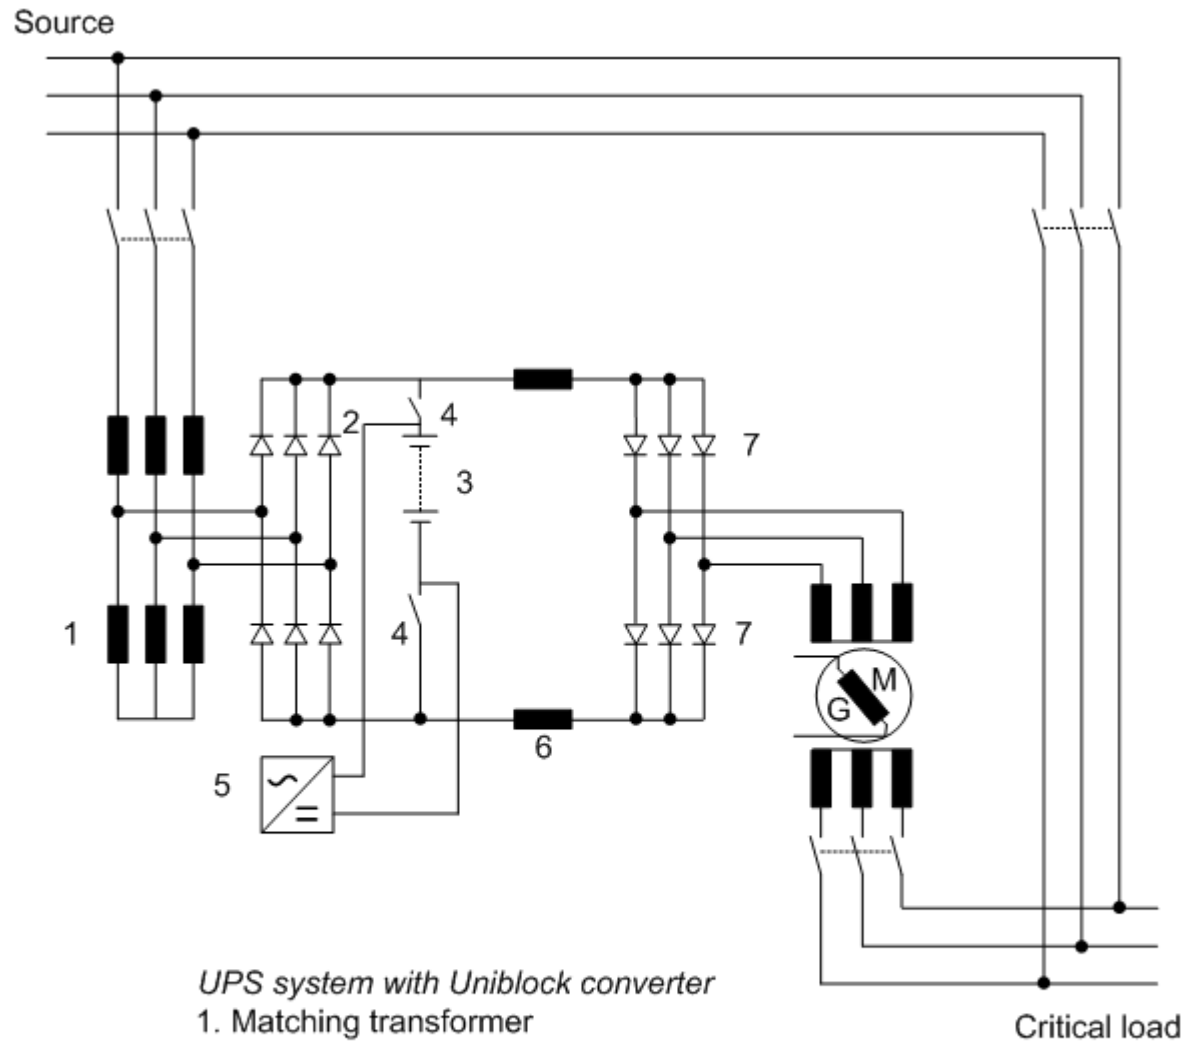 Source
2
4
3
7
1
4
7
M
G
6
5
UPS system with Uniblock converter
1. Matching transformer
Critical load